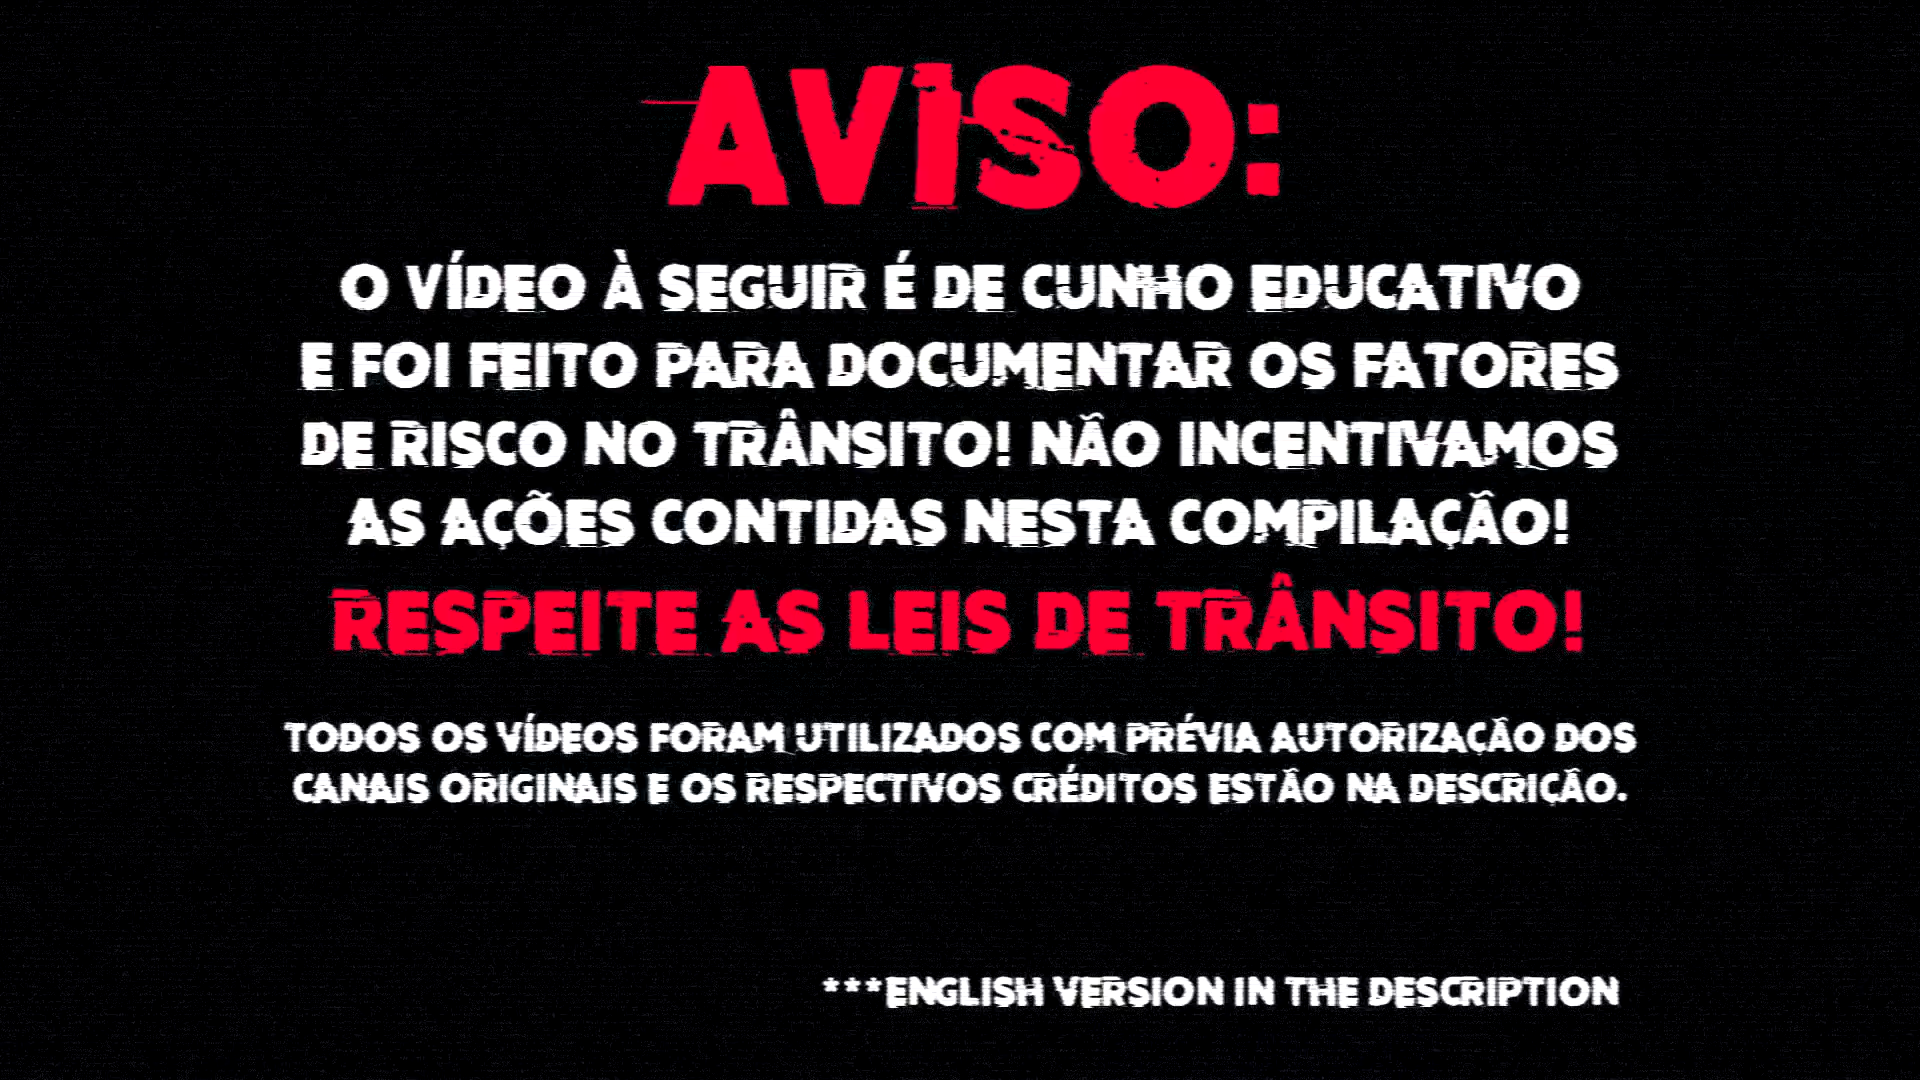 AVISO:
O VÍDEO À SEGUIR É DE CUNHO EDUCATIVO
E FOI FEITO PARA DOCUMENTAR OS FATORES
DE RISCO NO TRÂNSITO! NÃO INCENTIVAMOS
AS AÇÕES CONTIDAS NESTA COMPILAÇÃO!
RESPEITE AS LEIS DE TRÂNSITO!
TODOS OS VÍDEOS FORAM UTILIZADOS COM PRÉVIA AUTORIZAÇÃO DOS
CANAIS ORIGINAIS E OS RESPECTIVOS CRÉDITOS ESTÃO NA DESCRIÇÃO.
***ENGLISH VERSION IN THE DESCRIPTION